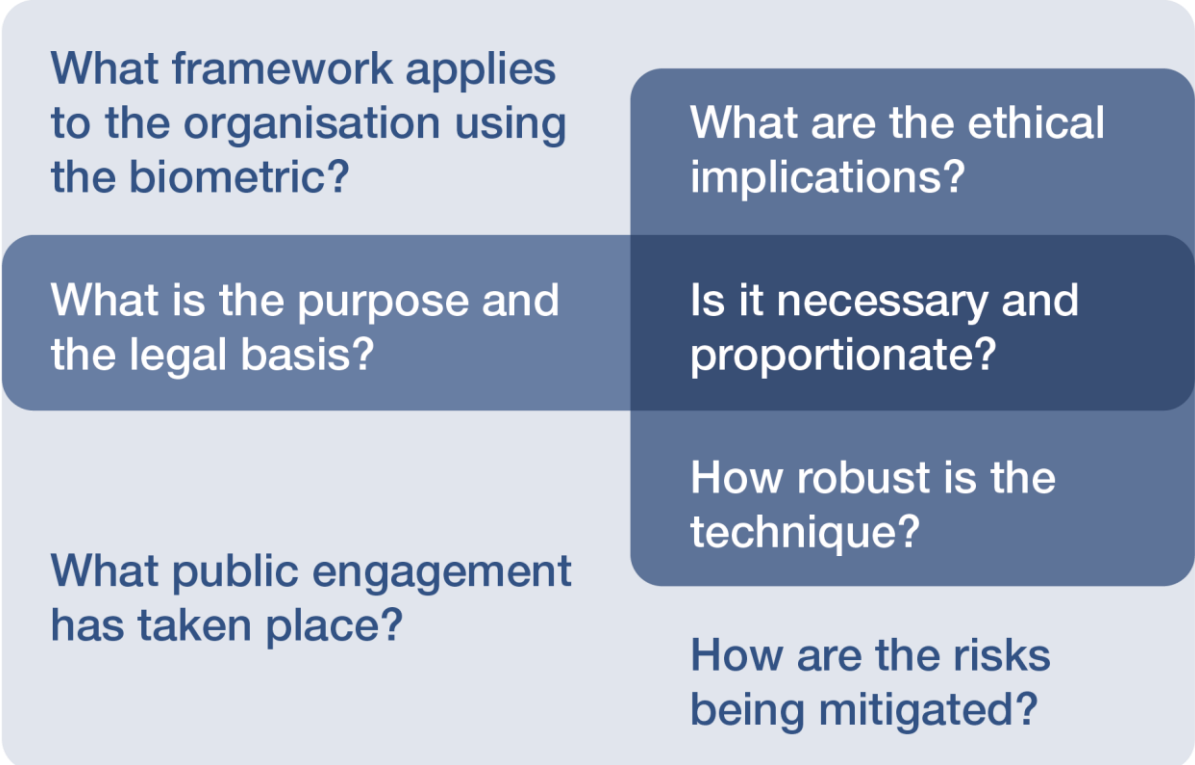 What framework applies
to the organisation using
the biometric?
What are the ethical
implications?
What is the purpose and
the legal basis?
Is it necessary and
proportionate?
How robust is the
technique?
What public engagement
has taken place?
How are the risks
being mitigated?